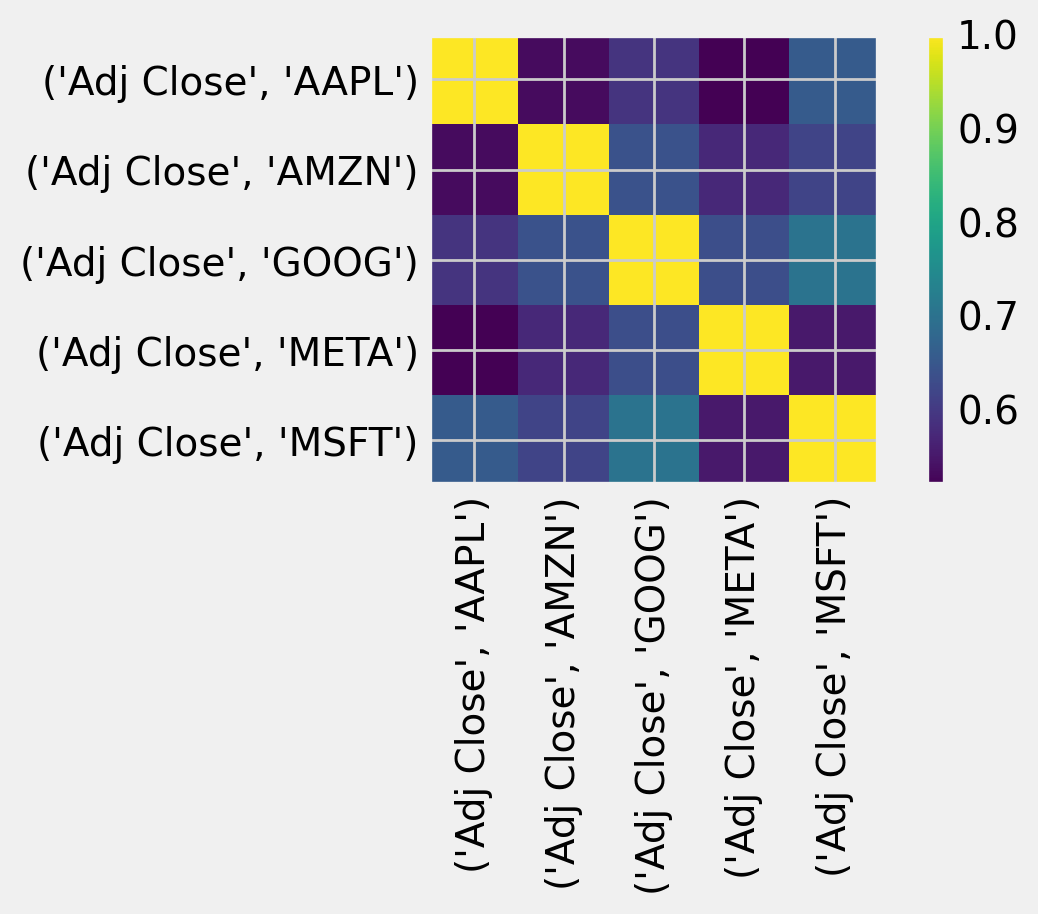 ('Adj Close', 'AAPL')
('Adj Close', 'AMZN')
('Adj Close', 'GOOG')
('Adj Close', 'META')
('Adj Close', 'MSFT')
('Adj Close', 'AAPL')
('Adj Close', 'AMZN')
('Adj Close', 'GOOG')
('Adj Close', 'META')
('Adj Close', 'MSFT')
1.0
0.9
0.8
0.7
0.6